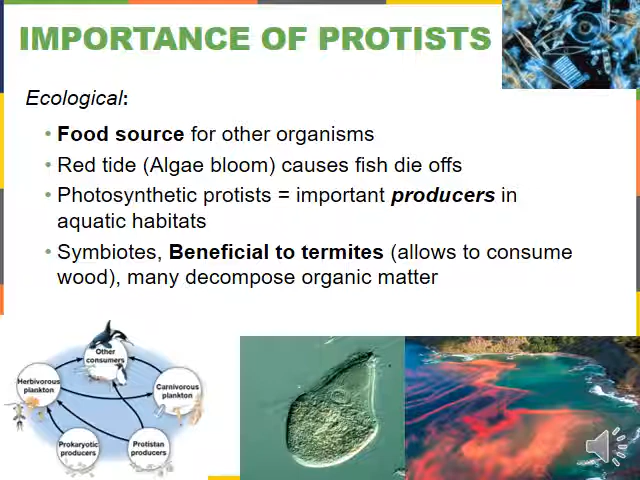 IMPORTANCE OF PROTISTS
Ecological:
• Food source for other organisms
• Red tide (Algae bloom) causes fish die offs
• Photosynthetic protists = important producers in
aquatic habitats
• Symbiotes, Beneficial to termites (allows to consume
wood), many decompose organic matter
Other
consumers
Herbivorous
plankton
Carnivorous
plankton
Prokaryotic
producers
Protistan
producers